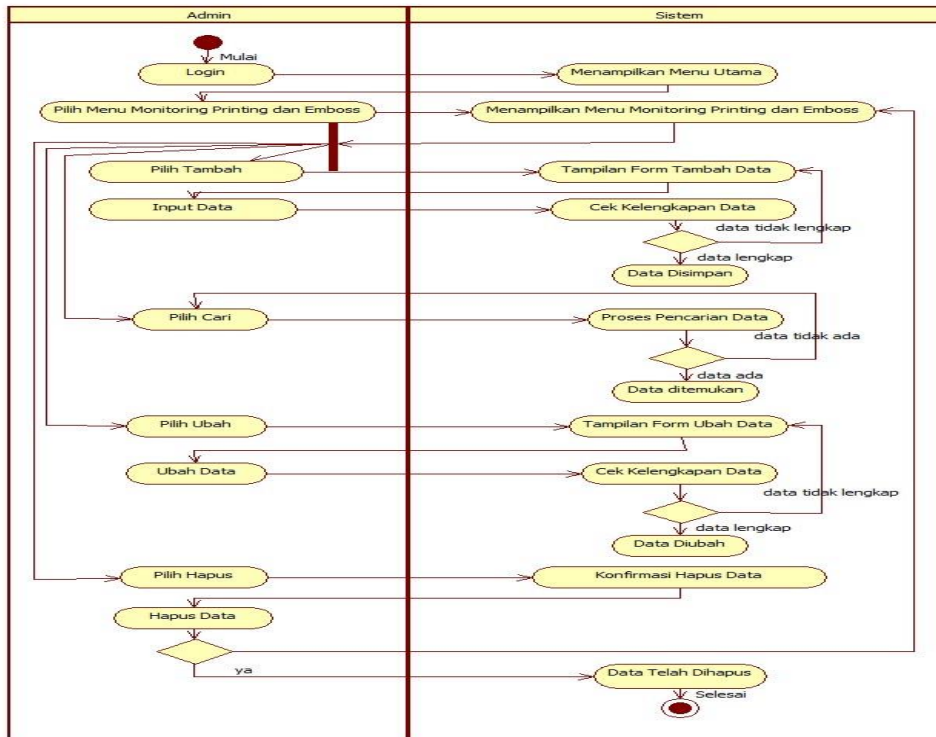 Admin
Sistem
Mulai
Login
Menampilkan Menu Utama
Pilih Menu Monitoring Printing dan Emboss
Menampilkan Menu Monitoring Printing dan Emboss
Pilih Tambah
Tampilan Form Tambah Data
Input Data
Cek Kelengkapan Data
data tidak lengkap
data lengkap
Data Disimpan
Pilih Cari
Proses Pencarian Data
data tidak ada
data ada
Data ditemukan
Pilih Ubah
Tampilan Form Ubah Data
Ubah Data
Cek Kelengkapan Data
data tidak lengkap
data lengkap
Data Diubah
Pilih Hapus
Konfirmasi Hapus Data
Hapus Data
ya
Data Telah Dihapus
Selesai